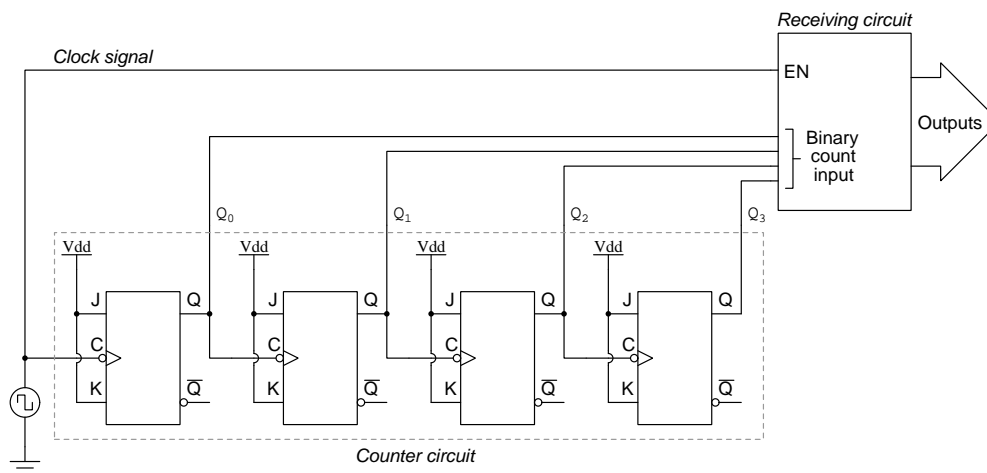 Receiving circuit
Clock signal
EN
Binary
count
input
Outputs
Q0 Q1 Q2 Q3
Vdd Vdd Vdd Vdd
J Q J Q J Q J Q
C C C C
K Q̅ K Q̅ K Q̅ K Q̅
Counter circuit